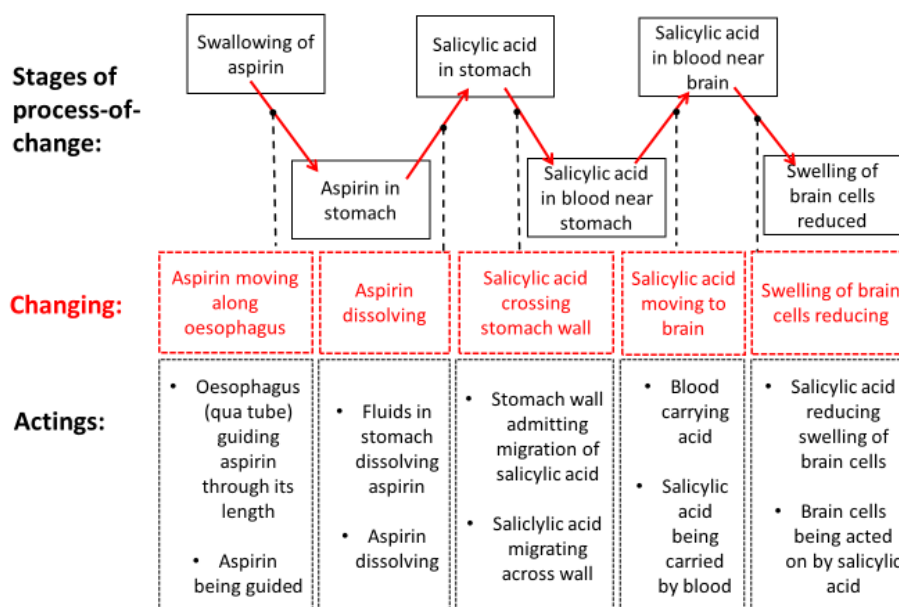 Stages of
process-of-
change:
Swallowing of
aspirin
Aspirin in
stomach
Salicylic acid
in stomach
Salicylic acid
in blood near
stomach
Salicylic acid
in blood near
brain
Swelling of
brain cells
reduced
Changing:
Aspirin moving
along
oesophagus
Aspirin
dissolving
Salicylic acid
crossing
stomach wall
Salicylic acid
moving to
brain
Swelling of brain
cells reducing
Actings:
• Oesophagus
(qua tube)
guiding
aspirin
through its
length
• Aspirin
being guided
• Fluids in
stomach
dissolving
aspirin
• Aspirin
dissolving
• Stomach wall
admitting
migration of
salicylic acid
• Saliclylic acid
migrating
across wall
• Blood
carrying
acid
• Salicylic
acid
being
carried
by blood
• Salicylic acid
reducing
swelling of
brain cells
• Brain cells
being acted
on by salicylic
acid